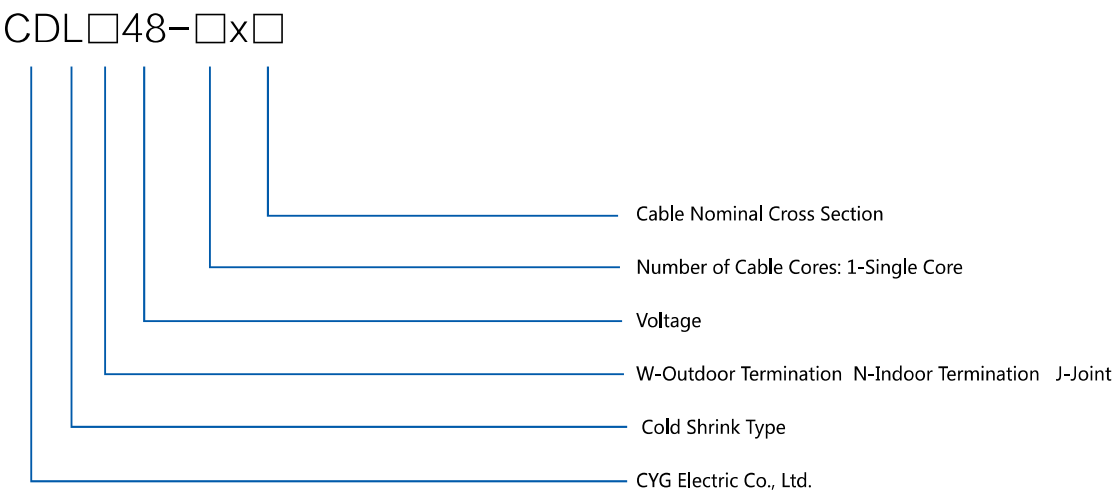 CDL□48-□x□
Cable Nominal Cross Section
Number of Cable Cores: 1-Single Core
Voltage
W-Outdoor Termination N-Indoor Termination J-Joint
Cold Shrink Type
CYG Electric Co., Ltd.